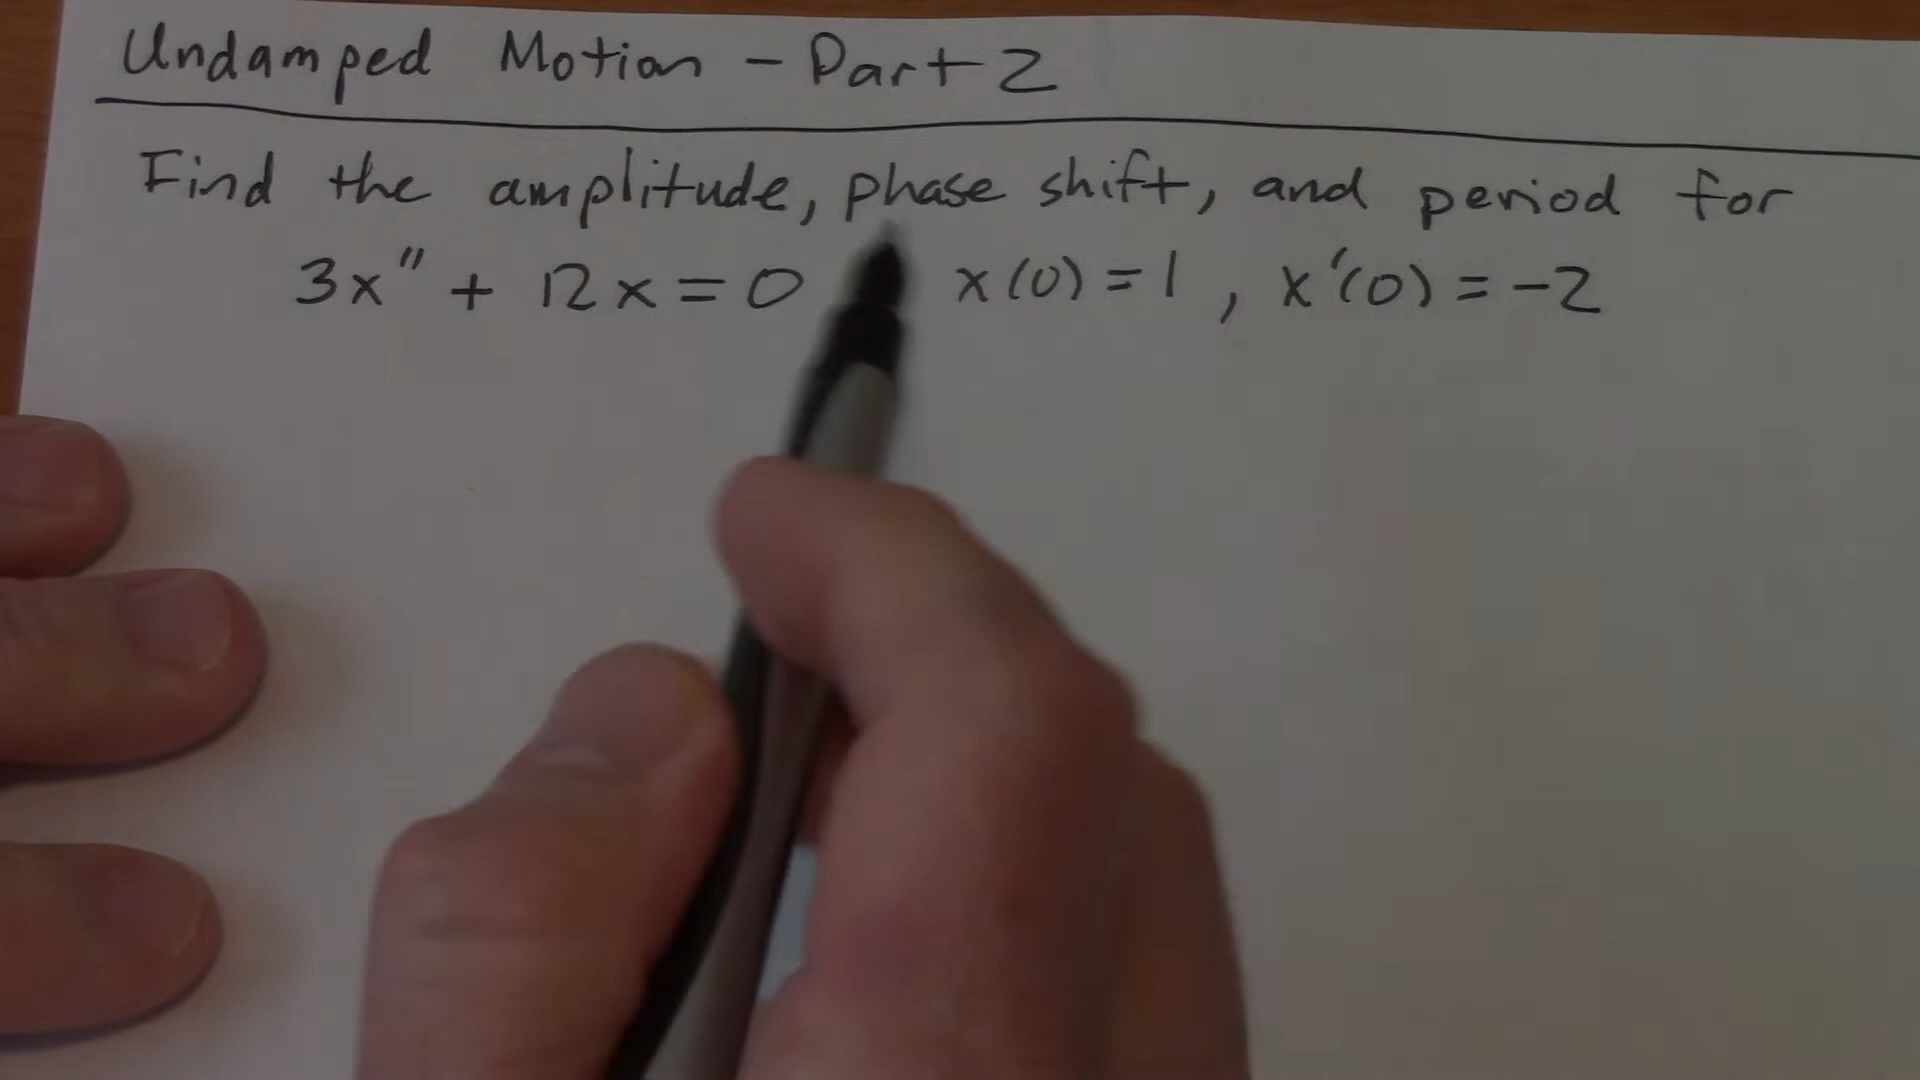 Undamped Motion - Part 2
Find the amplitude, phase shift, and period for
3x" + 12x = 0 x(0) = 1, x'(0) = -2